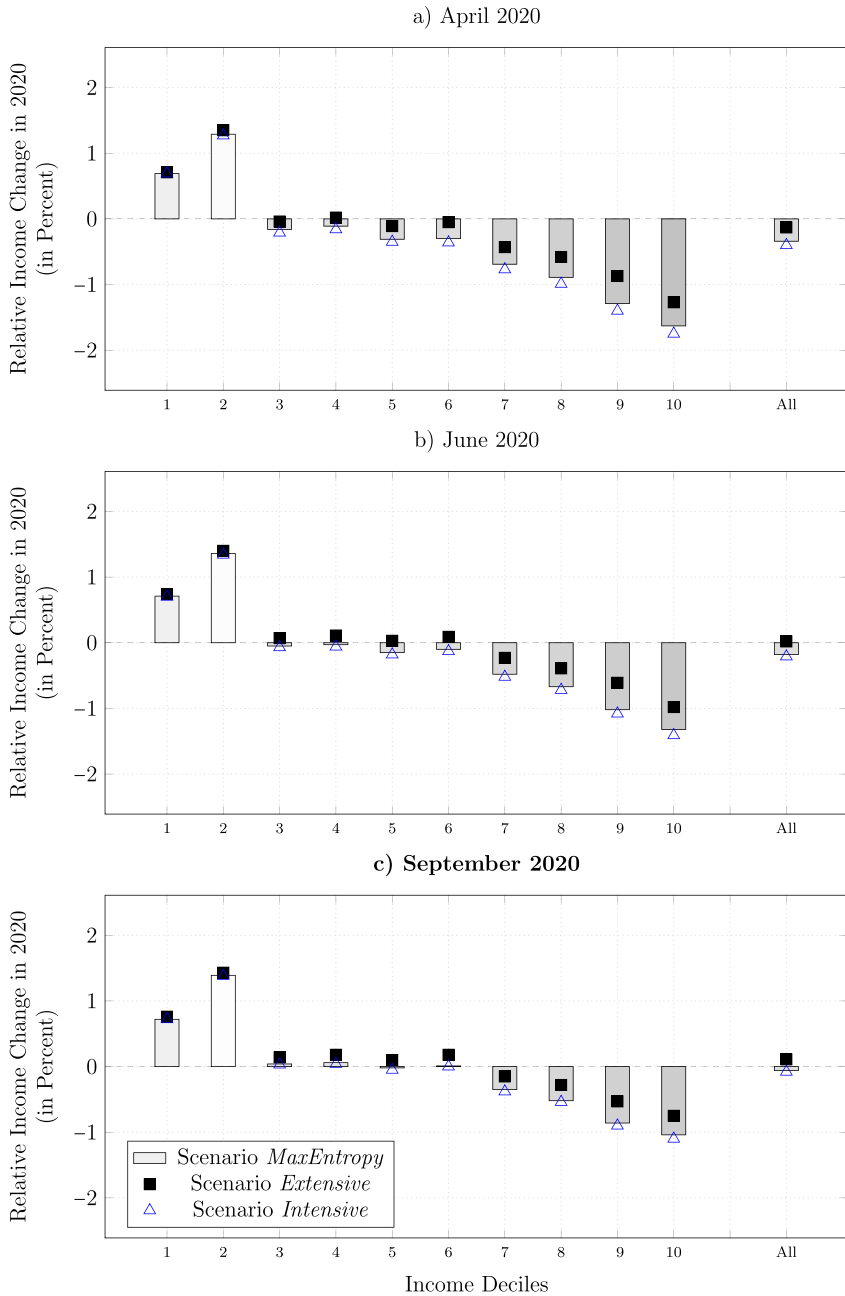 a) April 2020
Relative Income Change in 2020
(in Percent)
2
1
0
−1
−2
1 2 3 4 5 6 7 8 9 10 All
b) June 2020
Relative Income Change in 2020
(in Percent)
2
1
0
−1
−2
1 2 3 4 5 6 7 8 9 10 All
c) September 2020
Relative Income Change in 2020
(in Percent)
2
1
0
−1
−2
Scenario MaxEntropy
Scenario Extensive
Scenario Intensive
1 2 3 4 5 6 7 8 9 10 All
Income Deciles